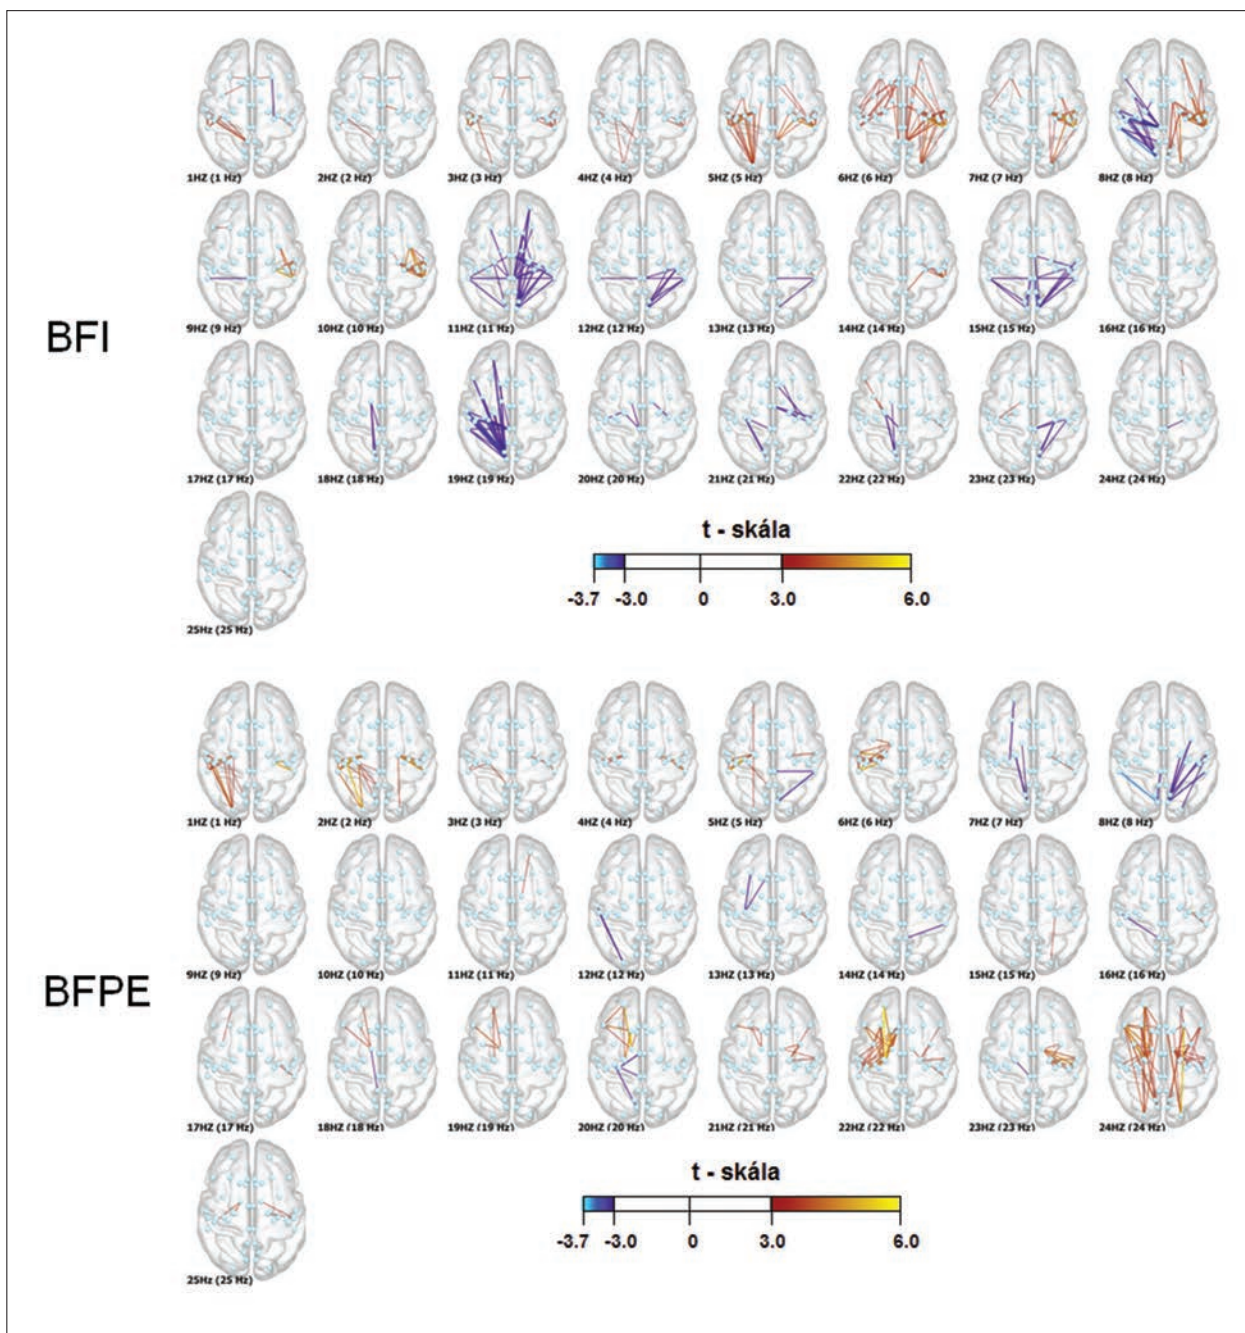 1HZ (1 Hz) 2HZ (2 Hz) 3HZ (3 Hz) 4HZ (4 Hz) 5HZ (5 Hz) 6HZ (6 Hz) 7HZ (7 Hz) 8HZ (8 Hz)
9HZ (9 Hz) 10HZ (10 Hz) 11HZ (11 Hz) 12HZ (12 Hz) 13HZ (13 Hz) 14HZ (14 Hz) 15HZ (15 Hz) 16HZ (16 Hz)
BFI
17HZ (17 Hz) 18HZ (18 Hz) 19HZ (19 Hz) 20HZ (20 Hz) 21HZ (21 Hz) 22HZ (22 Hz) 23HZ (23 Hz) 24HZ (24 Hz)
t - skála
-3.7 -3.0 0 3.0 6.0
25Hz (25 Hz)
1HZ (1 Hz) 2HZ (2 Hz) 3HZ (3 Hz) 4HZ (4 Hz) 5HZ (5 Hz) 6HZ (6 Hz) 7HZ (7 Hz) 8HZ (8 Hz)
9HZ (9 Hz) 10HZ (10 Hz) 11HZ (11 Hz) 12HZ (12 Hz) 13HZ (13 Hz) 14HZ (14 Hz) 15HZ (15 Hz) 16HZ (16 Hz)
BFPE
17HZ (17 Hz) 18HZ (18 Hz) 19HZ (19 Hz) 20HZ (20 Hz) 21HZ (21 Hz) 22HZ (22 Hz) 23HZ (23 Hz) 24HZ (24 Hz)
t - skála
-3.7 -3.0 0 3.0 6.0
25Hz (25 Hz)